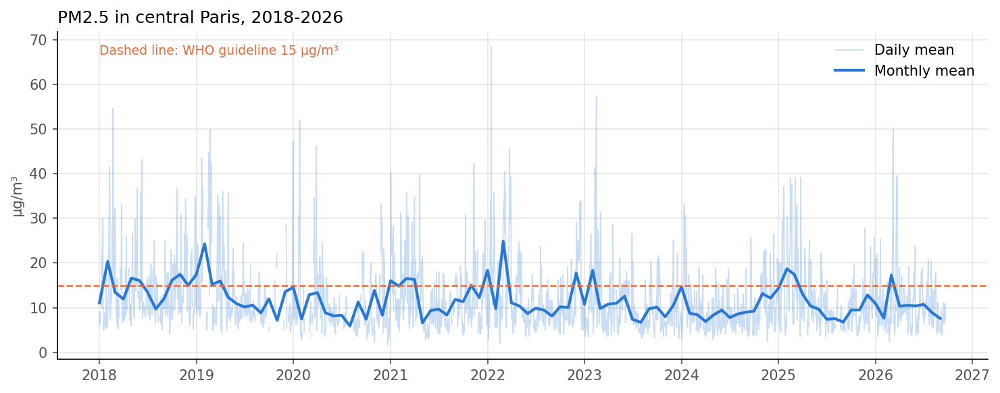 PM2.5 in central Paris, 2018-2026
Dashed line: WHO guideline 15 µg/m³
Daily mean
Monthly mean
µg/m³
70
60
50
40
30
20
10
0
2018 2019 2020 2021 2022 2023 2024 2025 2026 2027